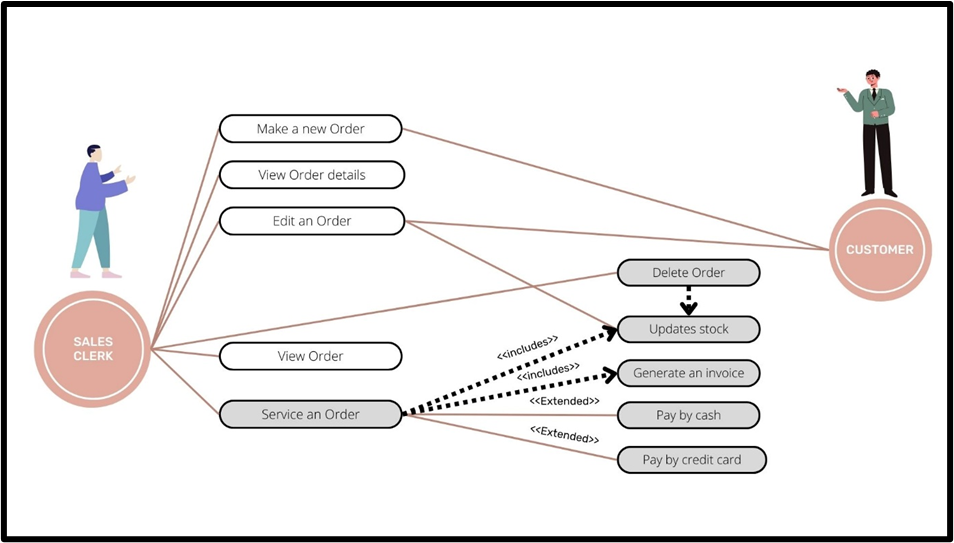 Make a new Order
View Order details
Edit an Order
CUSTOMER
Delete Order
Updates stock
SALES
CLERK
View Order
<<includes>>
<<includes>>
Generate an invoice
<<Extended>>
Service an Order
Pay by cash
<<Extended>>
Pay by credit card